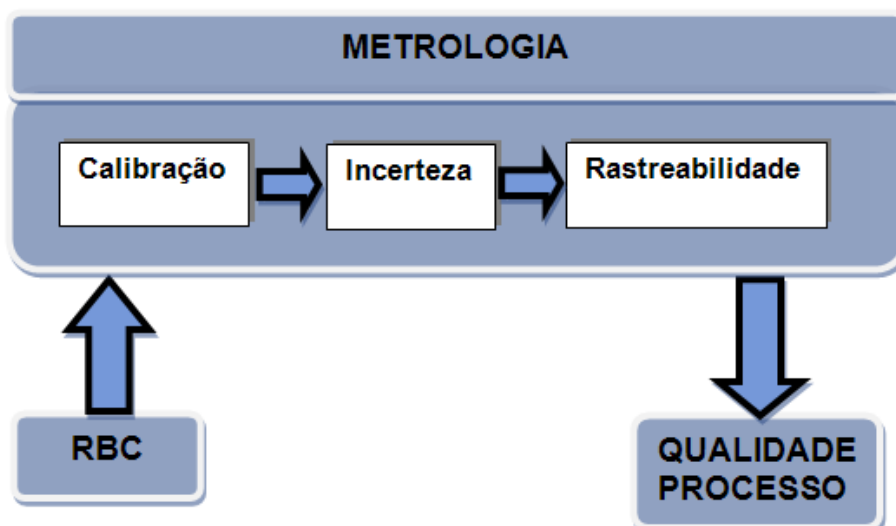 METROLOGIA
Calibração
Incerteza
Rastreabilidade
RBC
QUALIDADE
PROCESSO